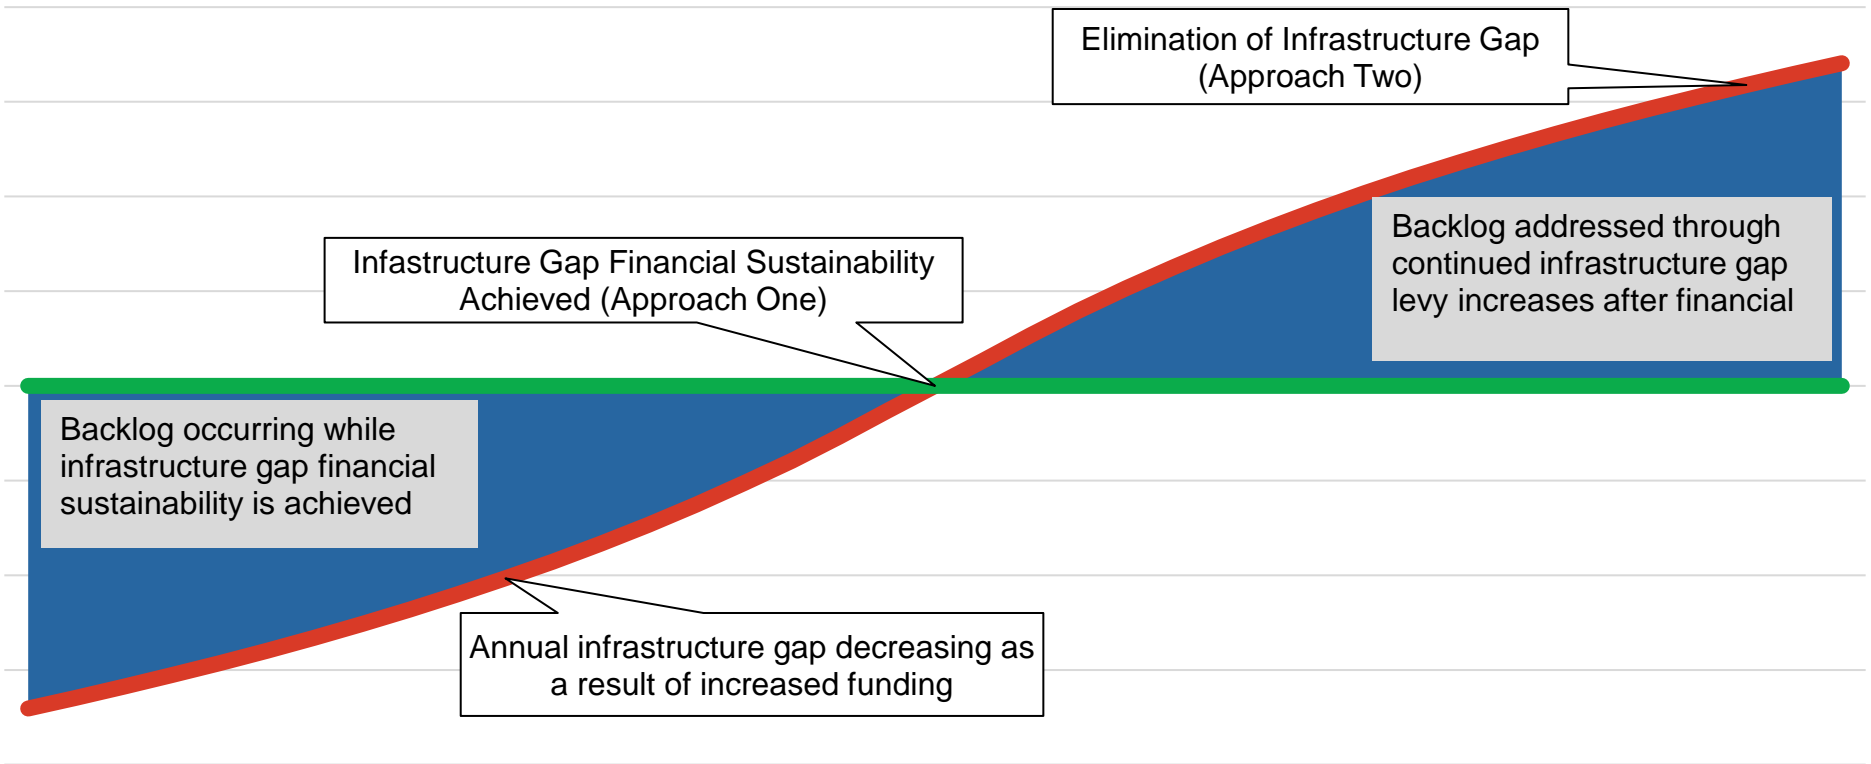 Elimination of Infrastructure Gap
(Approach Two)
Backlog addressed through
continued infrastructure gap
levy increases after financial
Infastructure Gap Financial Sustainability
Achieved (Approach One)
Backlog occurring while
infrastructure gap financial
sustainability is achieved
Annual infrastructure gap decreasing as
a result of increased funding